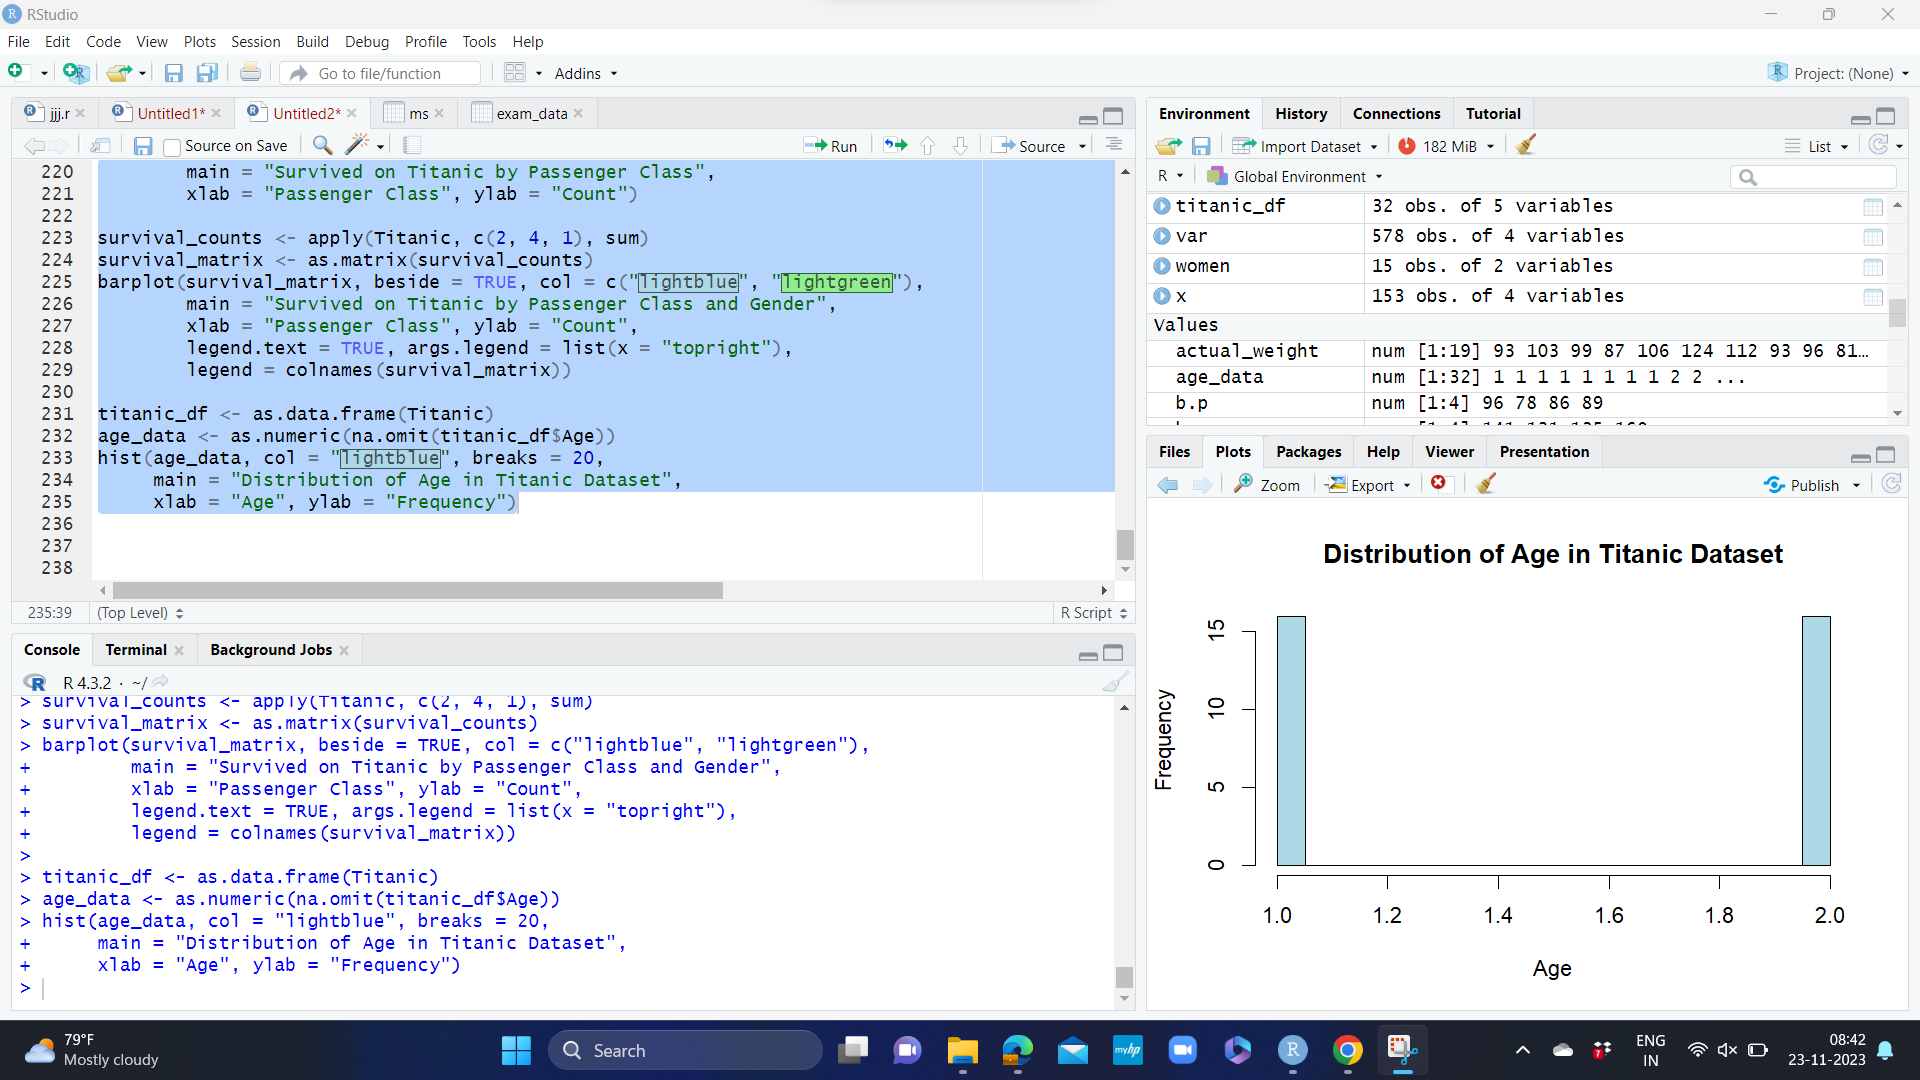 RStudio
File Edit Code View Plots Session Build Debug Profile Tools Help
Go to file/function Addins Project: (None)
jjj.r Untitled1* Untitled2* ms exam_data
Source on Save Run Source
220 main = "Survived on Titanic by Passenger Class",
221 xlab = "Passenger Class", ylab = "Count")
222
223 survival_counts <- apply(Titanic, c(2, 4, 1), sum)
224 survival_matrix <- as.matrix(survival_counts)
225 barplot(survival_matrix, beside = TRUE, col = c("lightblue", "lightgreen"),
226 main = "Survived on Titanic by Passenger Class and Gender",
227 xlab = "Passenger Class", ylab = "Count",
228 legend.text = TRUE, args.legend = list(x = "topright"),
229 legend = colnames(survival_matrix))
230
231 titanic_df <- as.data.frame(Titanic)
232 age_data <- as.numeric(na.omit(titanic_df$Age))
233 hist(age_data, col = "lightblue", breaks = 20,
234 main = "Distribution of Age in Titanic Dataset",
235 xlab = "Age", ylab = "Frequency")
236
237
238
235:39 (Top Level) R Script
Console Terminal Background Jobs
R 4.3.2 · ~/
> survival_counts <- apply(Titanic, c(2, 4, 1), sum)
> survival_matrix <- as.matrix(survival_counts)
> barplot(survival_matrix, beside = TRUE, col = c("lightblue", "lightgreen"),
+ main = "Survived on Titanic by Passenger Class and Gender",
+ xlab = "Passenger Class", ylab = "Count",
+ legend.text = TRUE, args.legend = list(x = "topright"),
+ legend = colnames(survival_matrix))
>
> titanic_df <- as.data.frame(Titanic)
> age_data <- as.numeric(na.omit(titanic_df$Age))
> hist(age_data, col = "lightblue", breaks = 20,
+ main = "Distribution of Age in Titanic Dataset",
+ xlab = "Age", ylab = "Frequency")
>
Environment History Connections Tutorial
Import Dataset 182 MiB List
R Global Environment
titanic_df 32 obs. of 5 variables
var 578 obs. of 4 variables
women 15 obs. of 2 variables
x 153 obs. of 4 variables
Values
actual_weight num [1:19] 93 103 99 87 106 124 112 93 96 81…
age_data num [1:32] 1 1 1 1 1 1 1 1 2 2 ...
b.p num [1:4] 96 78 86 89
Files Plots Packages Help Viewer Presentation
Zoom Export Publish
Distribution of Age in Titanic Dataset
Frequency
15
10
5
0
1.0 1.2 1.4 1.6 1.8 2.0
Age
79°F
Mostly cloudy
Search
myhp
ENG
IN
08:42
23-11-2023